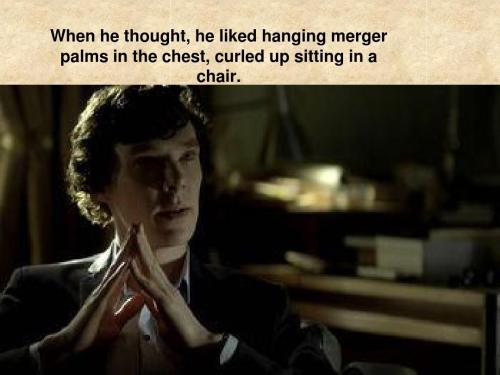 When he thought, he liked hanging merger
palms in the chest, curled up sitting in a
chair.